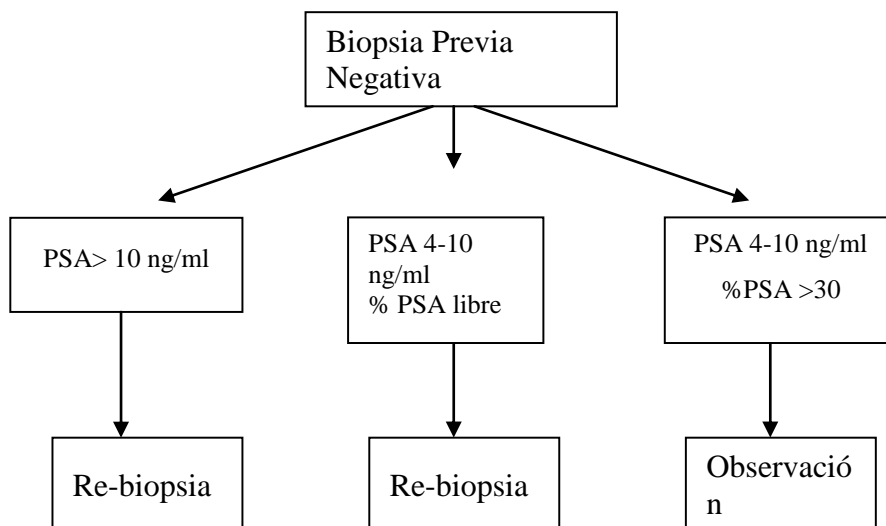 Biopsia Previa
Negativa
PSA> 10 ng/ml
PSA 4-10
ng/ml
% PSA libre
PSA 4-10 ng/ml
%PSA >30
Re-biopsia
Re-biopsia
Observació
n